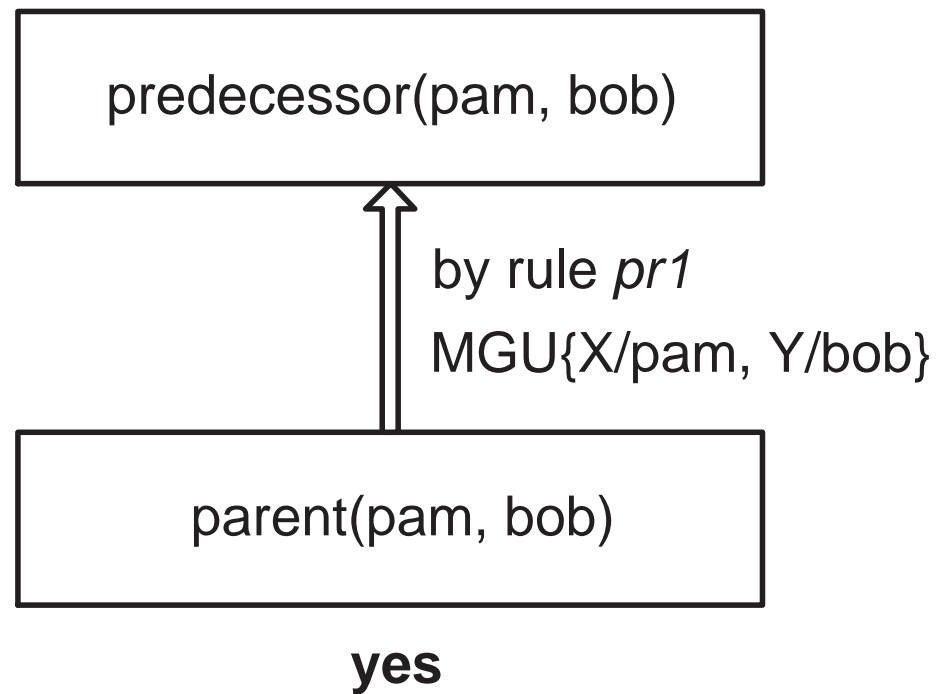 predecessor(pam, bob)
by rule pr1
MGU{X/pam, Y/bob}
parent(pam, bob)
yes